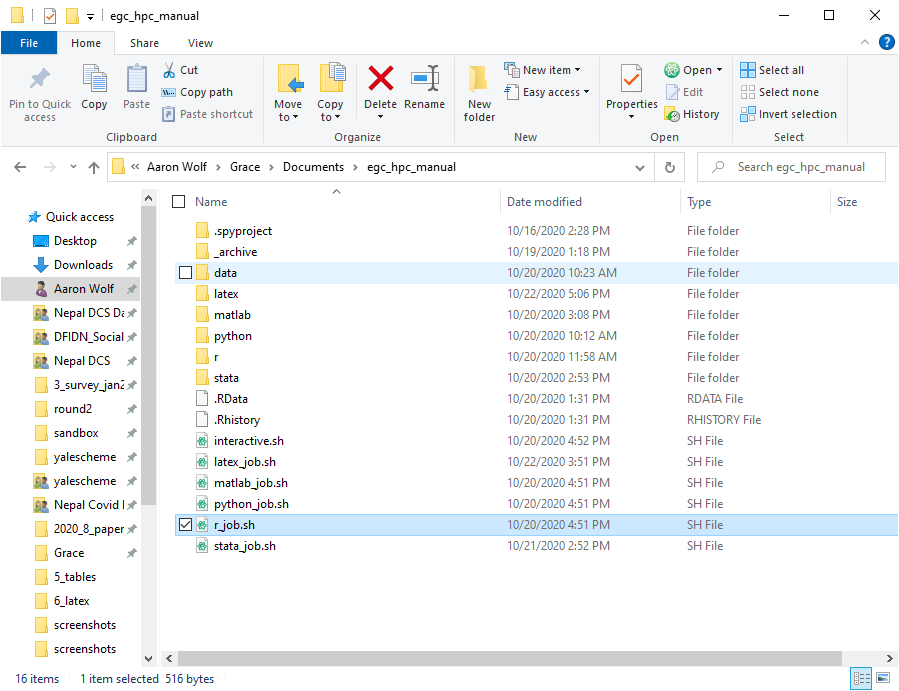 egc_hpc_manual
File Home Share View
Pin to Quick access
Copy
Paste
Cut
Copy path
Paste shortcut
Clipboard
Move to
Copy to
Delete
Rename
Organize
New folder
New item
Easy access
New
Properties
Open
Edit
History
Open
Select all
Select none
Invert selection
Select
« Aaron Wolf > Grace > Documents > egc_hpc_manual
Search egc_hpc_manual
Quick access
Desktop
Downloads
Aaron Wolf
Nepal DCS Da
DFIDN_Social
Nepal DCS
3_survey_jan2
round2
sandbox
yalescheme
yalescheme
Nepal Covid
2020_8_paper
Grace
5_tables
6_latex
screenshots
screenshots
Name Date modified Type Size
.spyproject 10/16/2020 2:28 PM File folder
_archive 10/19/2020 1:18 PM File folder
data 10/20/2020 10:23 AM File folder
latex 10/22/2020 5:06 PM File folder
matlab 10/20/2020 3:08 PM File folder
python 10/20/2020 10:12 AM File folder
r 10/20/2020 11:58 AM File folder
stata 10/20/2020 2:53 PM File folder
.RData 10/20/2020 1:31 PM RDATA File
.Rhistory 10/20/2020 1:31 PM RHISTORY File
interactive.sh 10/20/2020 4:52 PM SH File
latex_job.sh 10/22/2020 3:51 PM SH File
matlab_job.sh 10/20/2020 4:51 PM SH File
python_job.sh 10/20/2020 4:51 PM SH File
r_job.sh 10/20/2020 4:51 PM SH File
stata_job.sh 10/21/2020 2:52 PM SH File
16 items 1 item selected 516 bytes